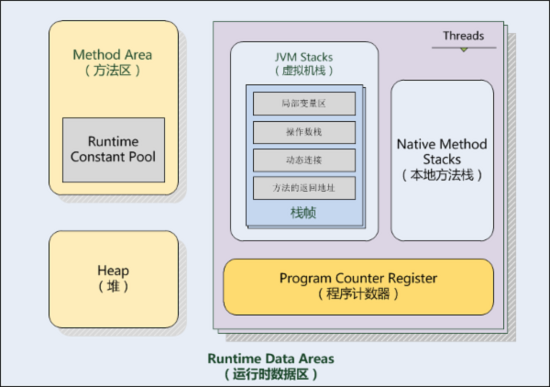 Method Area
（方法区）
Runtime
Constant Pool
Heap
（堆）
Threads
JVM Stacks
（虚拟机栈）
局部变量区
操作数栈
动态连接
方法的返回地址
栈帧
Native Method
Stacks
（本地方法栈）
Program Counter Register
（程序计数器）
Runtime Data Areas
（运行时数据区）